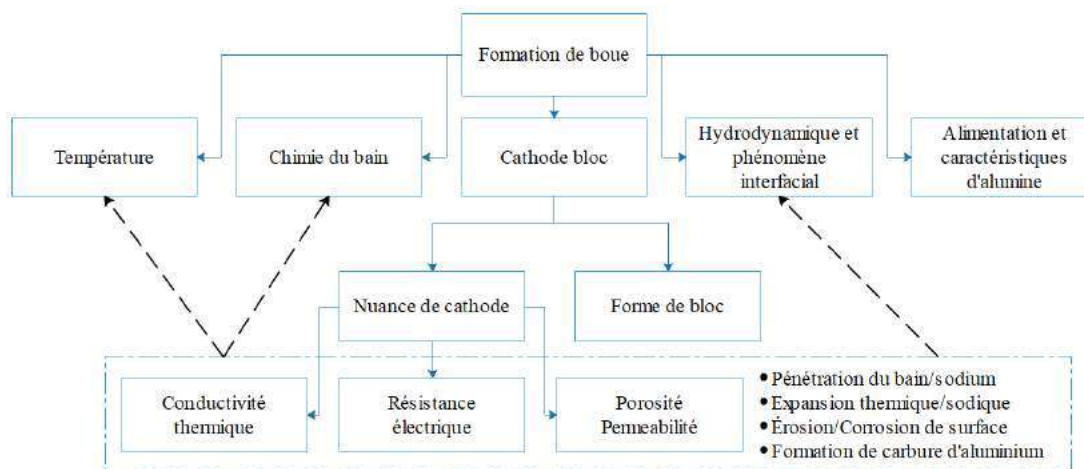 Formation de boue
Température
Chimie du bain
Cathode bloc
Hydrodynamique et
phénomène
interfacial
Alimentation et
caractéristiques
d'alumine
Nuance de cathode
Forme de bloc
Conductivité
thermique
Résistance
électrique
Porosité
Permeabilité
• Pénétration du bain/sodium
• Expansion thermique/sodique
• Érosion/Corrosion de surface
• Formation de carbure d'aluminium